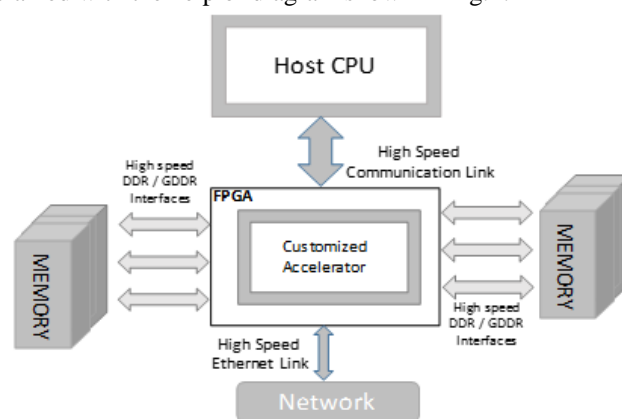 Host CPU
High Speed
Communication Link
High speed
DDR / GDDR
Interfaces
FPGA
Customized
Accelerator
MEMORY
MEMORY
High speed
DDR / GDDR
Interfaces
High Speed
Ethernet Link
Network